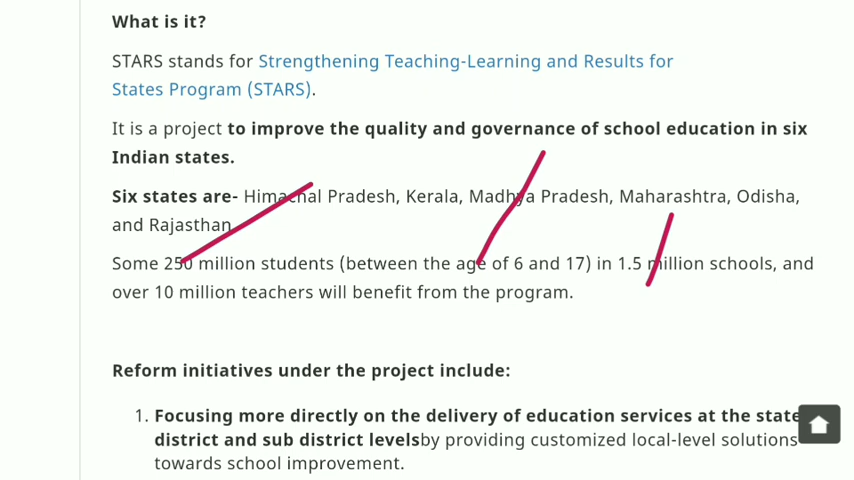 What is it?
STARS stands for Strengthening Teaching-Learning and Results for
States Program (STARS).
It is a project to improve the quality and governance of school education in six
Indian states.
Six states are- Himachal Pradesh, Kerala, Madhya Pradesh, Maharashtra, Odisha,
and Rajasthan
Some 250 million students (between the age of 6 and 17) in 1.5 million schools, and
over 10 million teachers will benefit from the program.
Reform initiatives under the project include:
1. Focusing more directly on the delivery of education services at the state
district and sub district levelsby providing customized local-level solutions
towards school improvement.